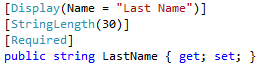 [Display(Name = "Last Name")]
[StringLength(30)]
[Required]
public string LastName { get; set; }